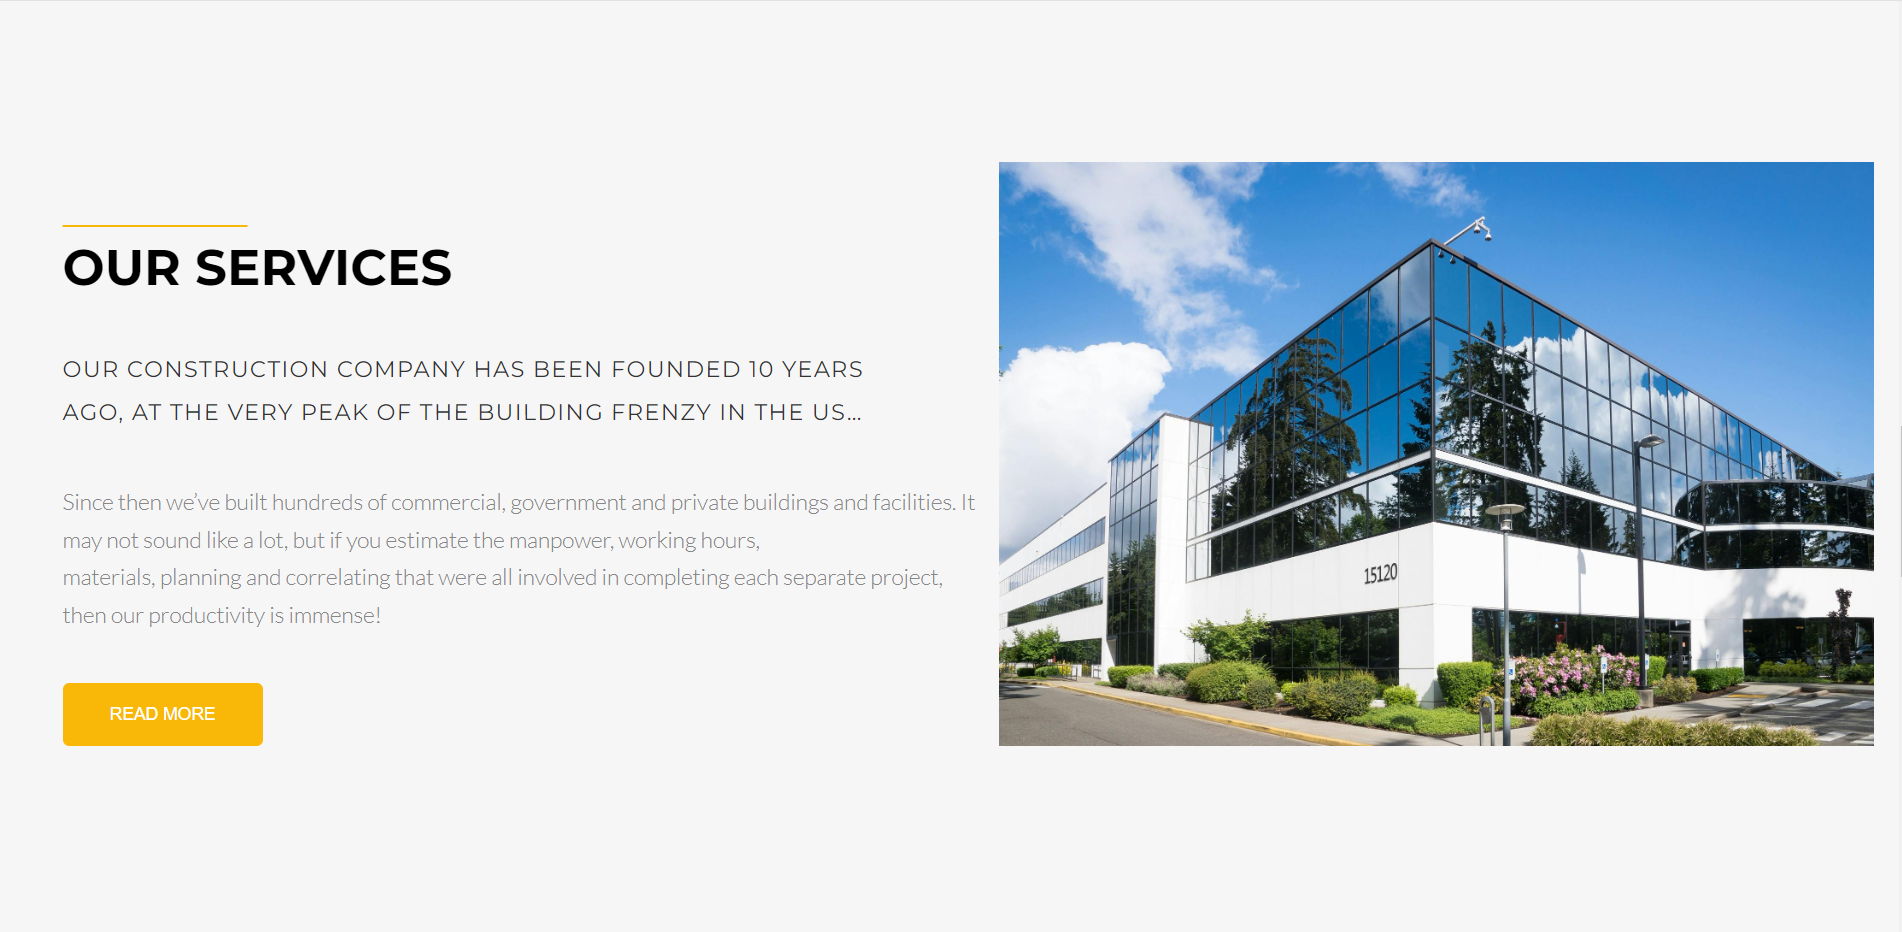 OUR SERVICES
OUR CONSTRUCTION COMPANY HAS BEEN FOUNDED 10 YEARS
AGO, AT THE VERY PEAK OF THE BUILDING FRENZY IN THE US…
Since then we’ve built hundreds of commercial, government and private buildings and facilities. It
may not sound like a lot, but if you estimate the manpower, working hours,
materials, planning and correlating that were all involved in completing each separate project,
then our productivity is immense!
READ MORE
15120